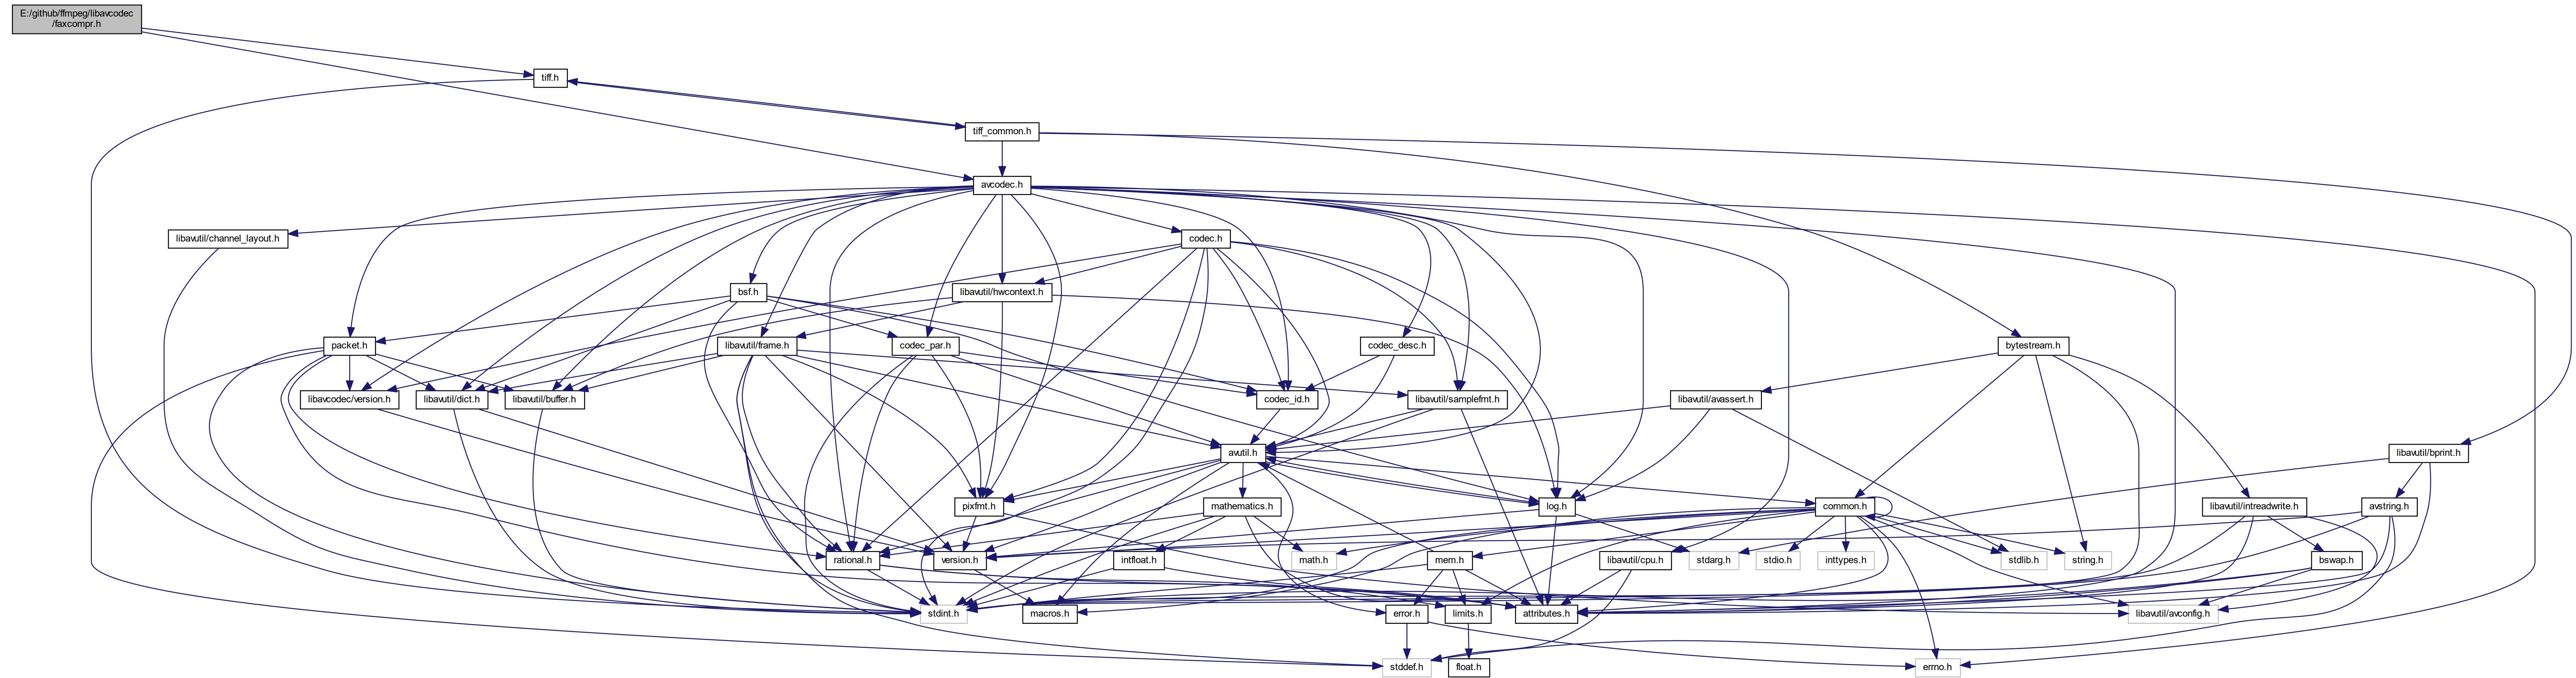 E:/github/ffmpeg/libavcodec
/faxcompr.h
tiff.h
tiff_common.h
avcodec.h
libavutil/channel_layout.h
codec.h
bsf.h
libavutil/hwcontext.h
packet.h
libavutil/frame.h
codec_par.h
codec_desc.h
bytestream.h
libavcodec/version.h
libavutil/dict.h
libavutil/buffer.h
codec_id.h
libavutil/samplefmt.h
libavutil/avassert.h
avutil.h
libavutil/bprint.h
pixfmt.h
mathematics.h
log.h
common.h
libavutil/intreadwrite.h
avstring.h
rational.h
version.h
intfloat.h
math.h
mem.h
libavutil/cpu.h
stdarg.h
stdio.h
inttypes.h
stdlib.h
string.h
bswap.h
stdint.h
macros.h
error.h
limits.h
attributes.h
libavutil/avconfig.h
stddef.h
float.h
errno.h